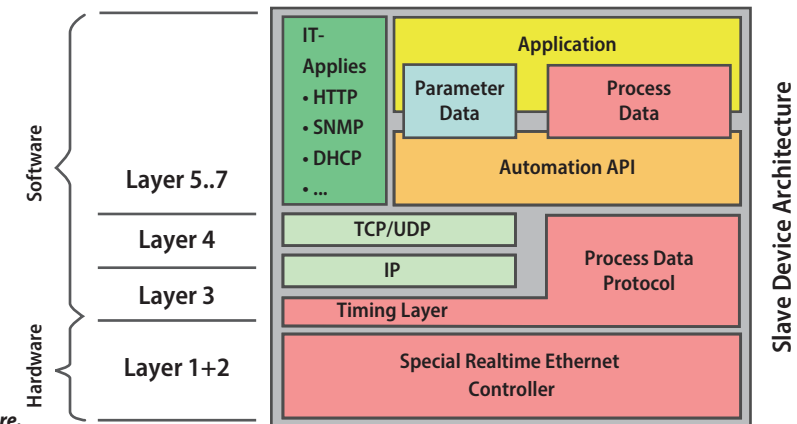 Software
Hardware
Layer 5..7
Layer 4
Layer 3
Layer 1+2
IT-
Applies
• HTTP
• SNMP
• DHCP
• ...
Application
Parameter
Data
Process
Data
Automation API
TCP/UDP
IP
Timing Layer
Process Data
Protocol
Special Realtime Ethernet
Controller
Slave Device Architecture
re.